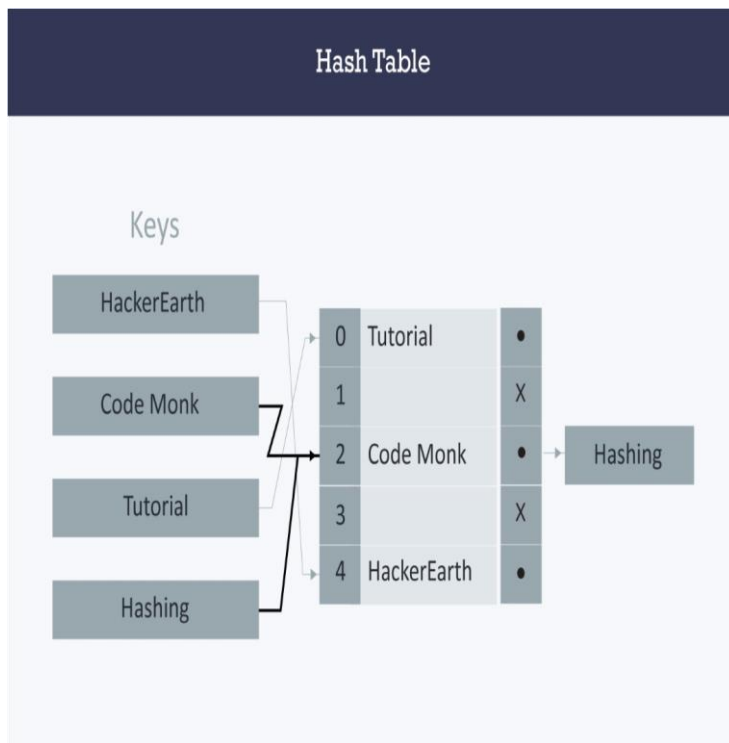 Hash Table
Keys
HackerEarth
Code Monk
Tutorial
Hashing
0 Tutorial •
1 X
2 Code Monk •
3 X
4 HackerEarth •
Hashing